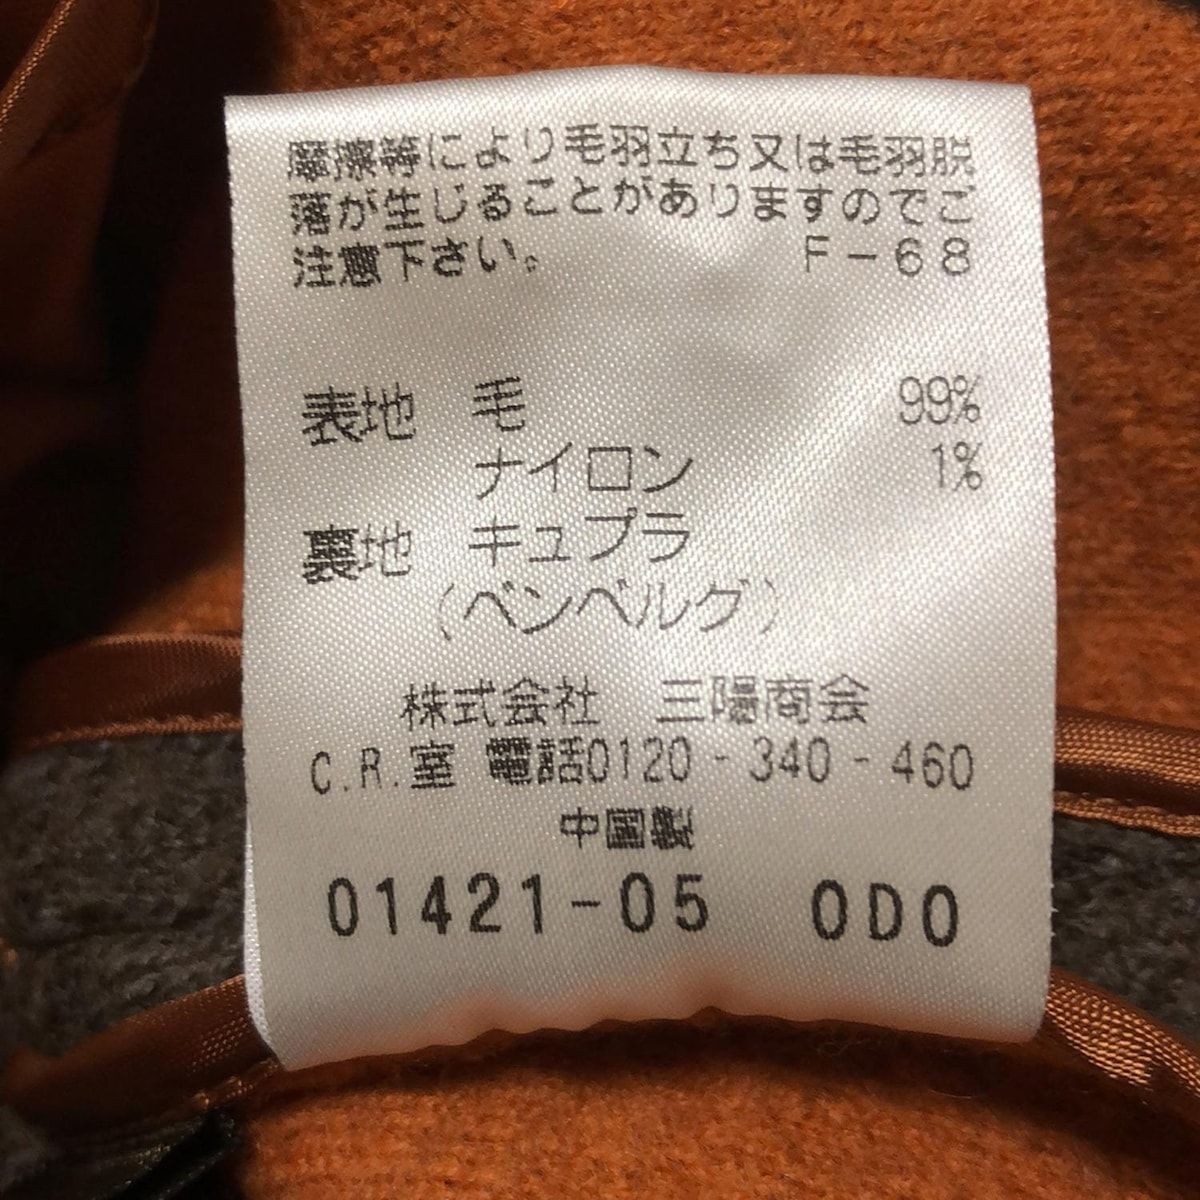 摩擦等により毛羽立ち又は毛羽脱
落が生じることがありますのでご
注意下さい。 F-68
表地 毛 99%
ナイロン 1%
裏地 キュプラ
(ベンベルグ)
株式会社 三陽商会
C.R.室 電話0120-340-460
中国製
01421-05 0D0